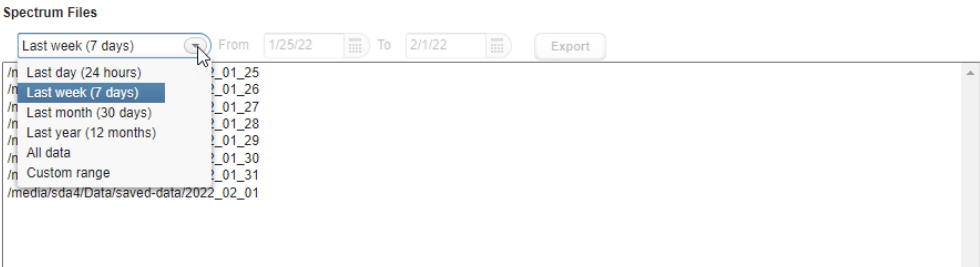 Spectrum Files
Last week (7 days) From 1/25/22 To 2/1/22 Export
Last day (24 hours)
Last week (7 days)
Last month (30 days)
Last year (12 months)
All data
Custom range
/m 2_01_25
/m 2_01_26
/m 2_01_27
/m 2_01_28
/m 2_01_29
/m 2_01_30
/m 2_01_31
/media/sda4/Data/saved-data/2022_02_01